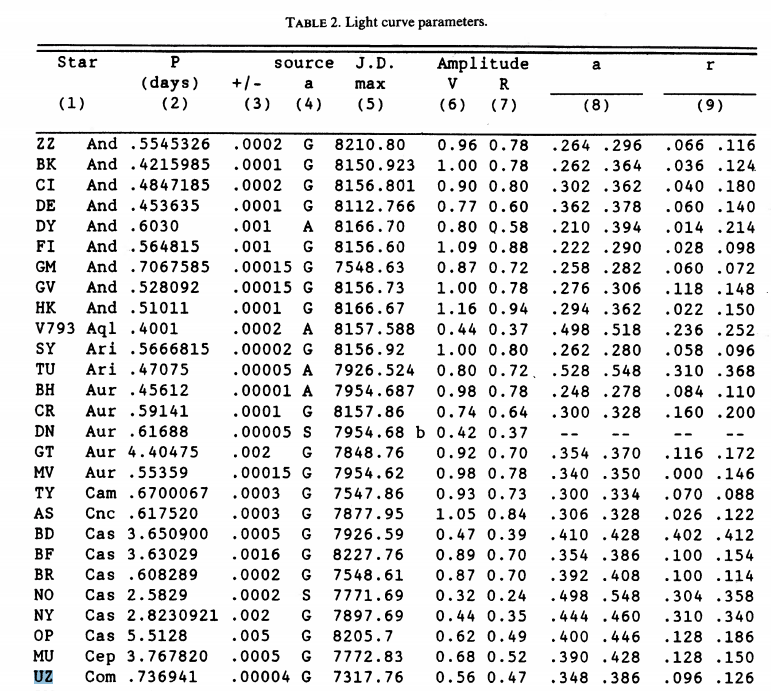 TABLE 2. Light curve parameters.
Star P source J.D. Amplitude a r
(days) +/- a max V R
(1) (2) (3) (4) (5) (6) (7) (8) (9)
ZZ And .5545326 .0002 G 8210.80 0.96 0.78 .264 .296 .066 .116
BK And .4215985 .0001 G 8150.923 1.00 0.78 .262 .364 .036 .124
CI And .4847185 .0002 G 8156.801 0.90 0.80 .302 .362 .040 .180
DE And .453635 .0001 G 8112.766 0.77 0.60 .362 .378 .060 .140
DY And .6030 .001 A 8166.70 0.80 0.58 .210 .394 .014 .214
FI And .564815 .001 G 8156.60 1.09 0.88 .222 .290 .028 .098
GM And .7067585 .00015 G 7548.63 0.87 0.72 .258 .282 .060 .072
GV And .528092 .00015 G 8156.73 1.00 0.78 .276 .306 .118 .148
HK And .51011 .0001 G 8166.67 1.16 0.94 .294 .362 .022 .150
V793 Aql .4001 .0002 A 8157.588 0.44 0.37 .498 .518 .236 .252
SY Ari .5666815 .00002 G 8156.92 1.00 0.80 .262 .280 .058 .096
TU Ari .47075 .00005 A 7926.524 0.80 0.72 .528 .548 .310 .368
BH Aur .45612 .00001 A 7954.687 0.98 0.78 .248 .278 .084 .110
CR Aur .59141 .0001 G 8157.86 0.74 0.64 .300 .328 .160 .200
DN Aur .61688 .00005 S 7954.68 b 0.42 0.37 -- -- -- --
GT Aur 4.40475 .002 G 7848.76 0.92 0.70 .354 .370 .116 .172
MV Aur .55359 .00015 G 7954.62 0.98 0.78 .340 .350 .000 .146
TY Cam .6700067 .0003 G 7547.86 0.93 0.73 .300 .334 .070 .088
AS Cnc .617520 .0003 G 7877.95 1.05 0.84 .306 .328 .026 .122
BD Cas 3.650900 .0005 G 7926.59 0.47 0.39 .410 .428 .402 .412
BF Cas 3.63029 .0016 G 8227.76 0.89 0.70 .354 .386 .100 .154
BR Cas .608289 .0002 G 7548.61 0.87 0.70 .392 .408 .100 .114
NO Cas 2.5829 .0002 S 7771.69 0.32 0.24 .498 .548 .304 .358
NY Cas 2.8230921 .002 G 7897.69 0.44 0.35 .444 .460 .310 .340
OP Cas 5.5128 .005 G 8205.7 0.62 0.49 .400 .446 .128 .186
MU Cep 3.767820 .0005 G 7772.83 0.68 0.52 .390 .428 .128 .150
UZ Com .736941 .00004 G 7317.76 0.56 0.47 .348 .386 .096 .126